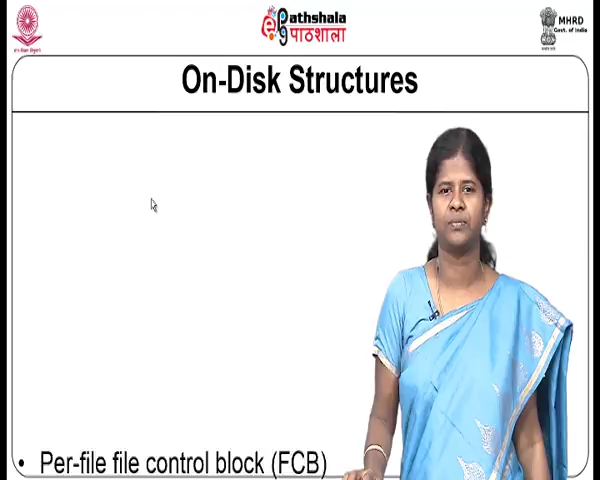 ePathshala
पाठशाला
MHRD
Govt. of India
On-Disk Structures
• Per-file file control block (FCB)